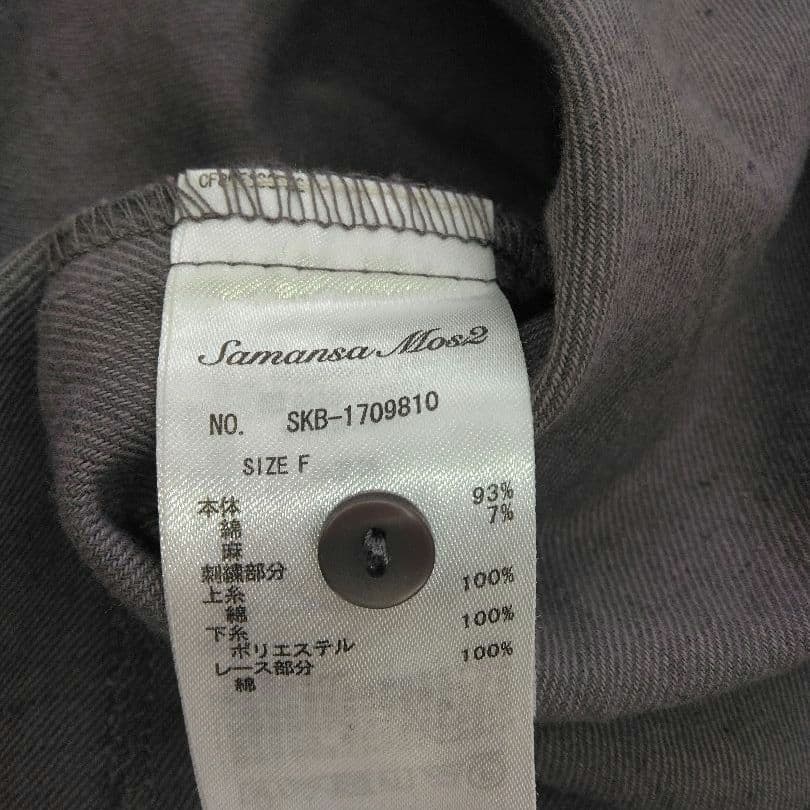 Samansa Mos2
NO. SKB-1709810
SIZE F
本体
綿 93%
麻 7%
刺繍部分
上糸
綿 100%
下糸
ポリエステル 100%
レース部分
綿 100%